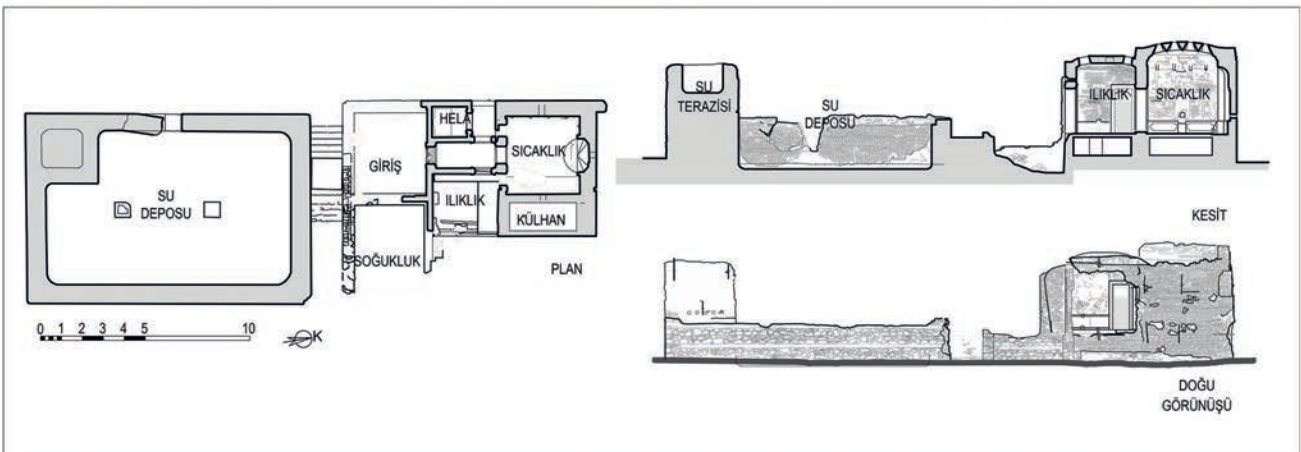 SU
DEPOSU
GİRİŞ
HELA
SICAKLIK
ILIKLIK
KÜLHAN
SOĞUKLUK
PLAN
0 1 2 3 4 5 10
K
SU
TERAZİSİ
SU
DEPOSU
ILIKLIK
SICAKLIK
KESİT
DOĞU
GÖRÜNÜŞÜ